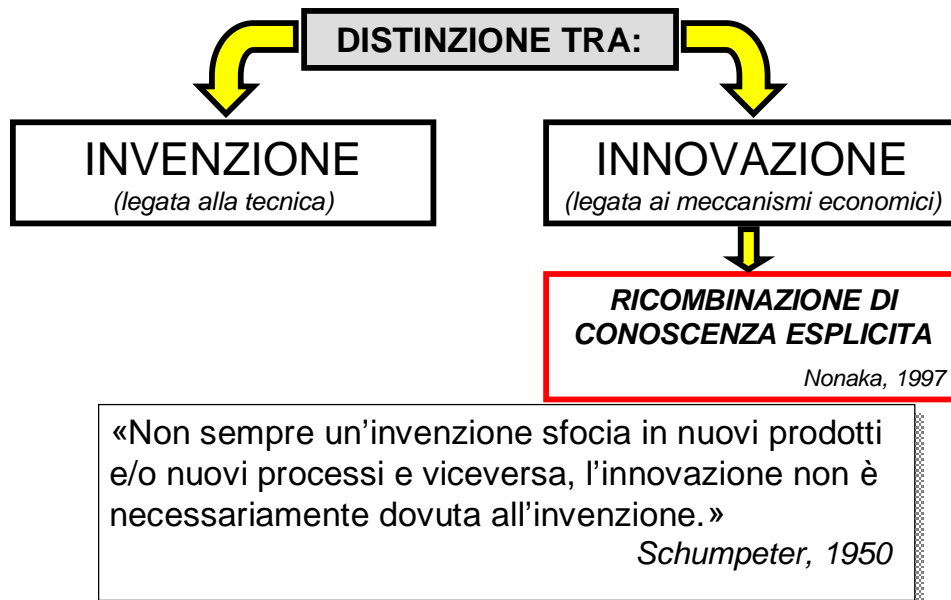 DISTINZIONE TRA:
INVENZIONE
(legata alla tecnica)
INNOVAZIONE
(legata ai meccanismi economici)
RICOMBINAZIONE DI
CONOSCENZA ESPLICITA
Nonaka, 1997
«Non sempre un’invenzione sfocia in nuovi prodotti
e/o nuovi processi e viceversa, l’innovazione non è
necessariamente dovuta all’invenzione.»
Schumpeter, 1950